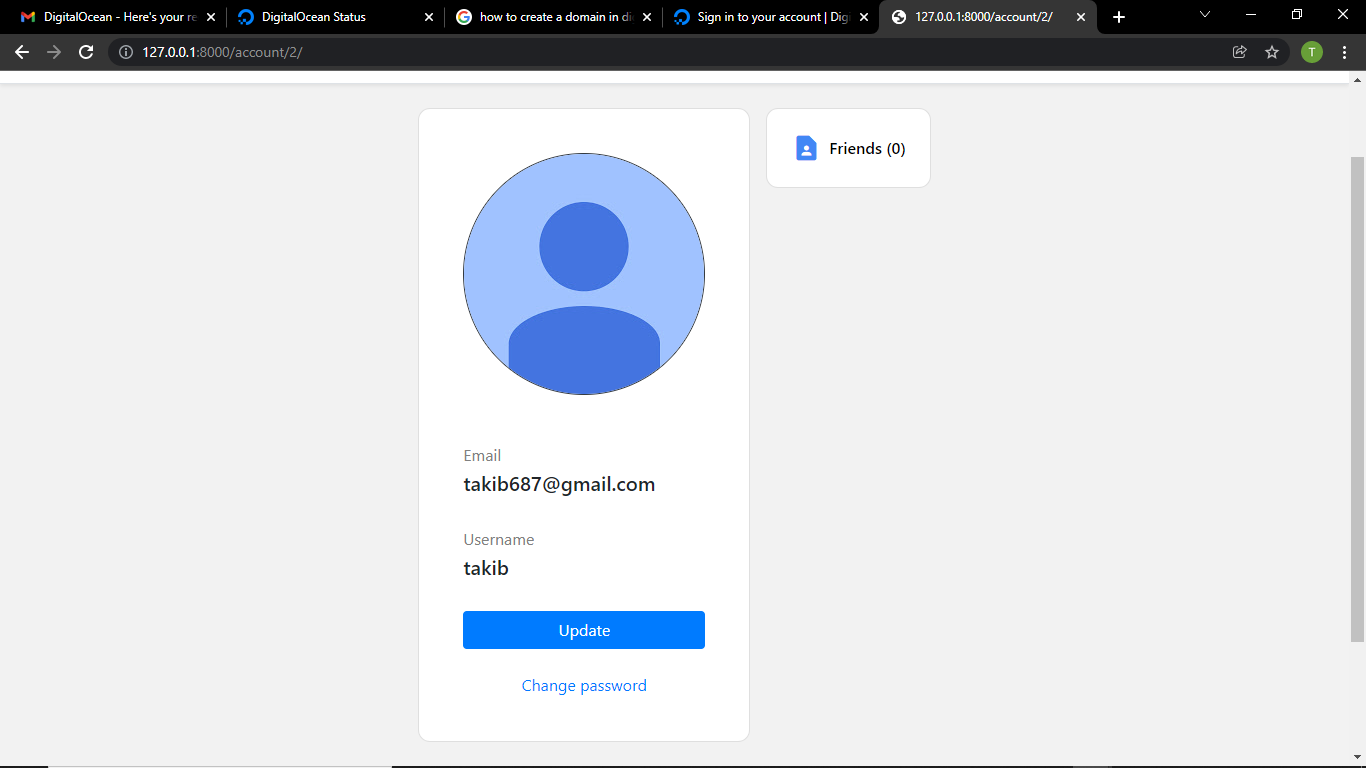 DigitalOcean - Here's your re
DigitalOcean Status
how to create a domain in di
Sign in to your account | Dig
127.0.0.1:8000/account/2/
127.0.0.1:8000/account/2/
T
Friends (0)
Email
takib687@gmail.com
Username
takib
Update
Change password